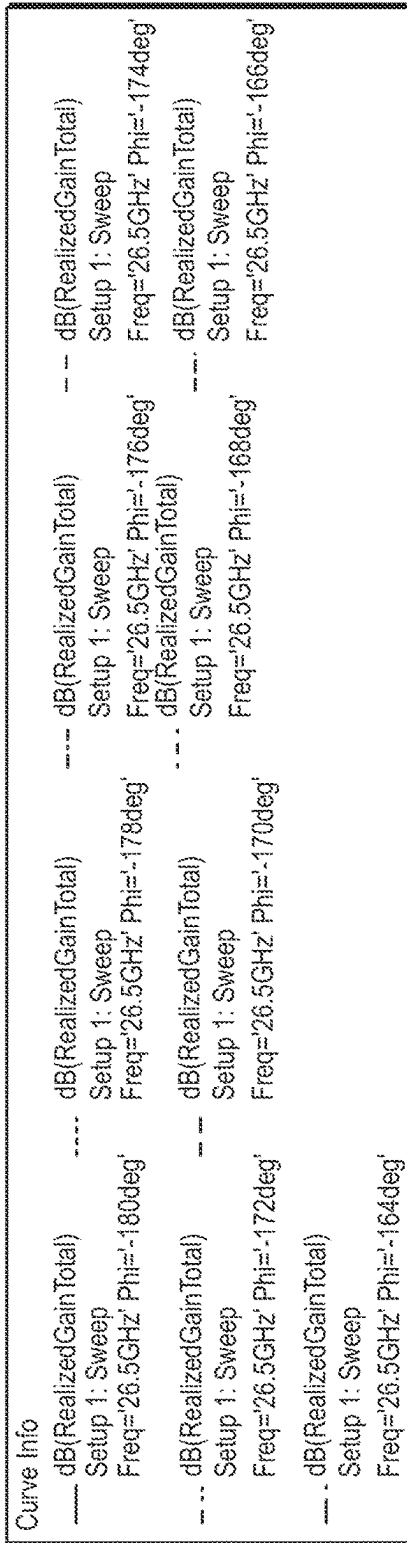 Curve Info
dB(RealizedGainTotal)
Setup 1: Sweep
Freq='26.5GHz' Phi='-180deg'
dB(RealizedGainTotal)
Setup 1: Sweep
Freq='26.5GHz' Phi='-178deg'
dB(RealizedGainTotal)
Setup 1: Sweep
Freq='26.5GHz' Phi='-176deg'
dB(RealizedGainTotal)
Setup 1: Sweep
Freq='26.5GHz' Phi='-174deg'
dB(RealizedGainTotal)
Setup 1: Sweep
Freq='26.5GHz' Phi='-172deg'
dB(RealizedGainTotal)
Setup 1: Sweep
Freq='26.5GHz' Phi='-170deg'
dB(RealizedGainTotal)
Setup 1: Sweep
Freq='26.5GHz' Phi='-168deg'
dB(RealizedGainTotal)
Setup 1: Sweep
Freq='26.5GHz' Phi='-166deg'
dB(RealizedGainTotal)
Setup 1: Sweep
Freq='26.5GHz' Phi='-164deg'